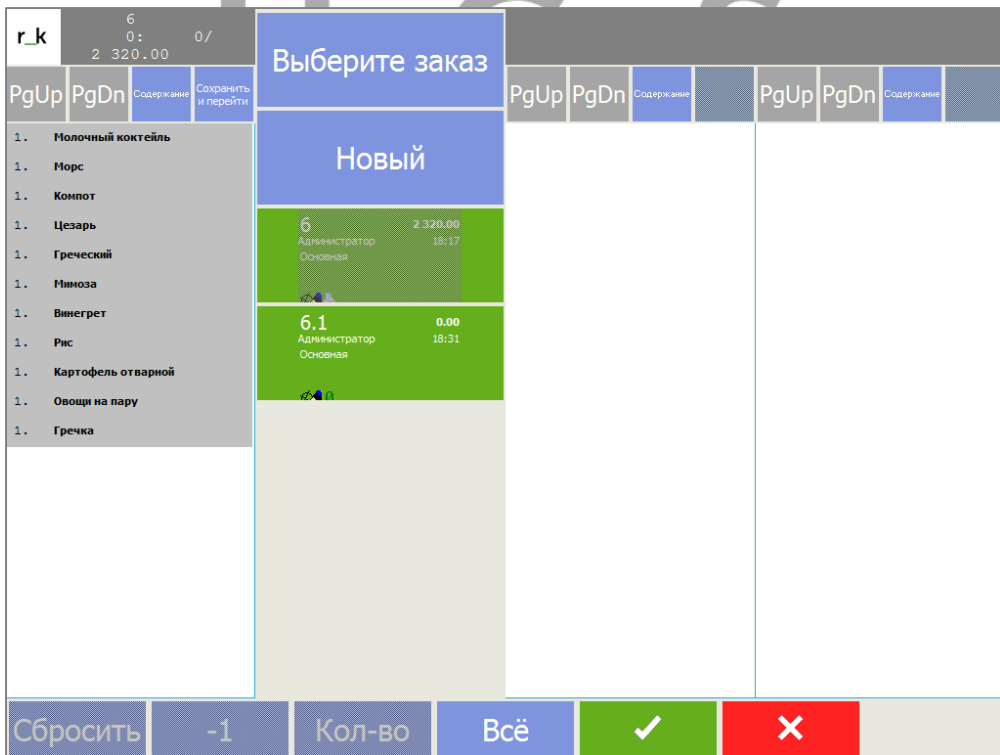 r_k
6
0: 0/
2 320.00
Выберите заказ
PgUp PgDn Содержание Сохранить и перейти
PgUp PgDn Содержание
PgUp PgDn Содержание
Новый
1. Молочный коктейль
1. Морс
1. Компот
1. Цезарь
1. Греческий
1. Мимоза
1. Винегрет
1. Рис
1. Картофель отварной
1. Овощи на пару
1. Гречка
6 2 320.00
Администратор 18:17
Основная
6.1 0.00
Администратор 18:31
Основная
0
Сбросить -1 Кол-во Всё